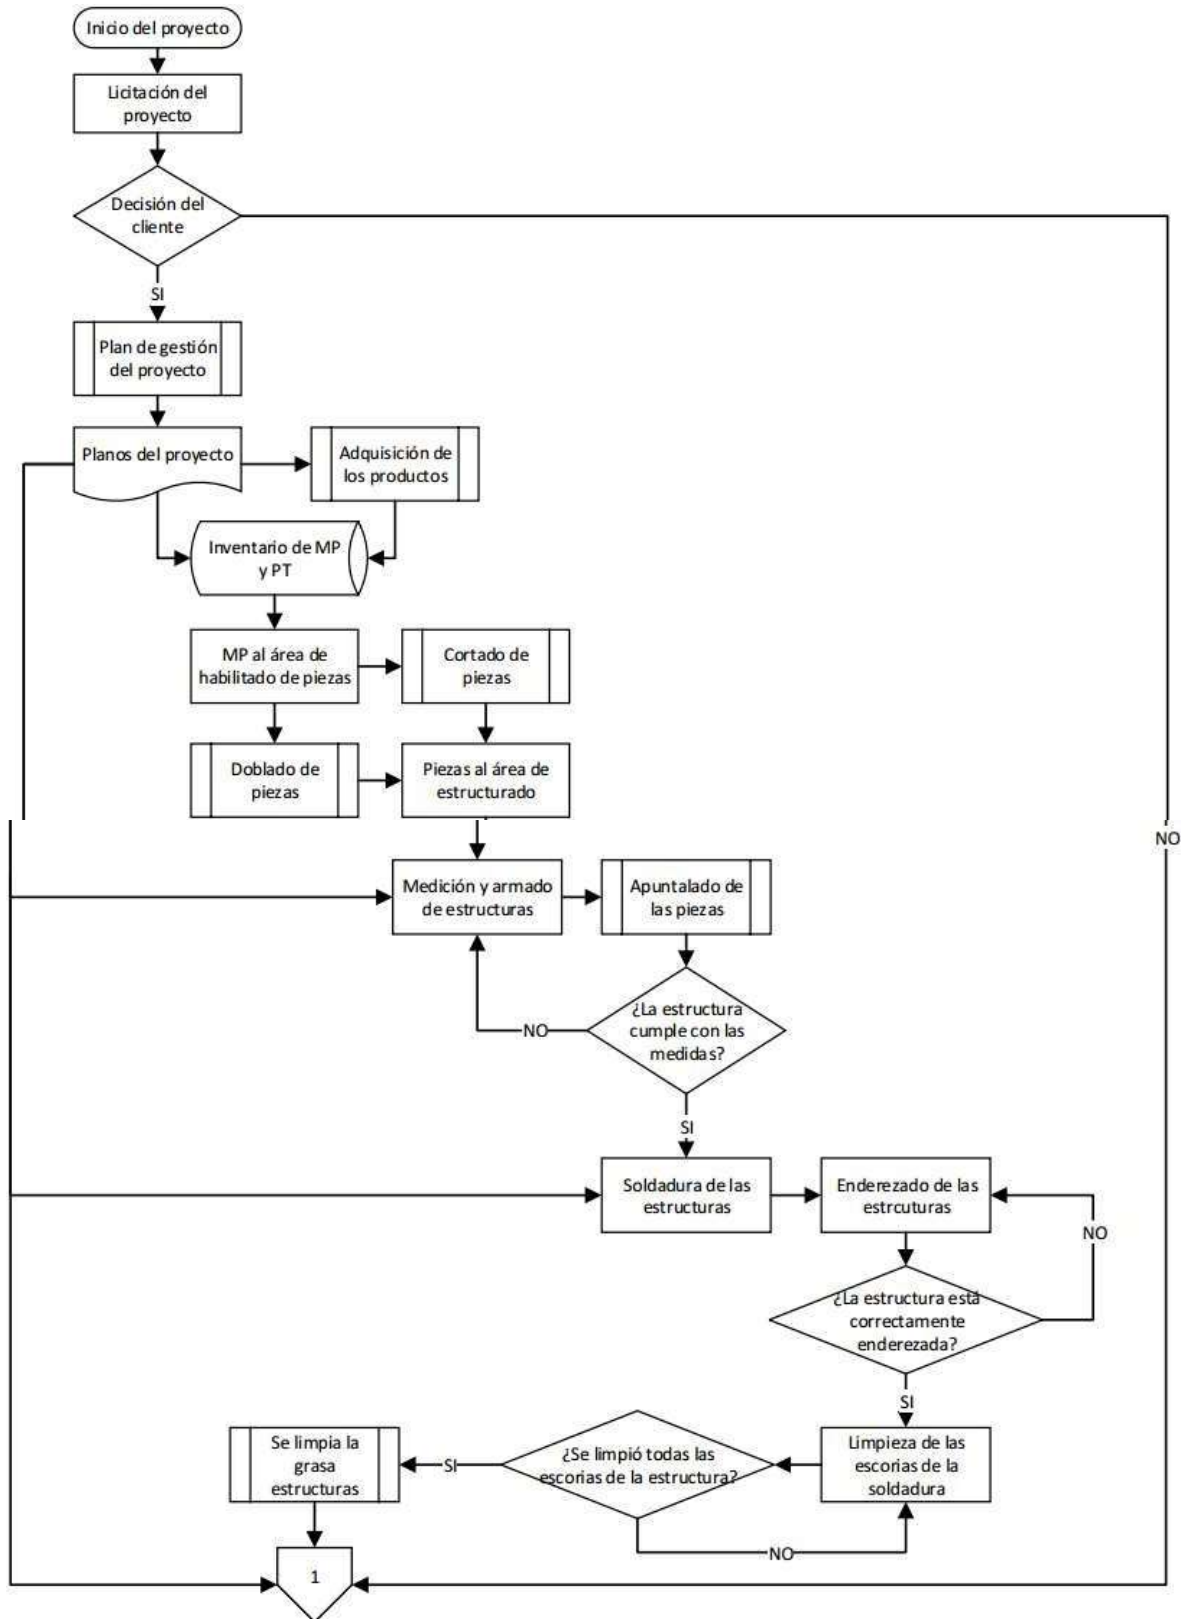 Inicio del proyecto
Licitación del
proyecto
Decisión del
cliente
SI
Plan de gestión
del proyecto
Planos del proyecto
Adquisición de
los productos
Inventario de MP
y PT
MP al área de
habilitado de piezas
Cortado de
piezas
Doblado de
piezas
Piezas al área de
estructurado
NO
Medición y armado
de estructuras
Apuntalado de
las piezas
¿La estructura
cumple con las
medidas?
NO
SI
Soldadura de las
estructuras
Enderezado de las
estrcuturas
NO
¿La estructura está
correctamente
enderezada?
SI
Limpieza de las
escorias de la
soldadura
¿Se limpió todas las
escorias de la estructura?
SI
NO
Se limpia la
grasa
estructuras
1